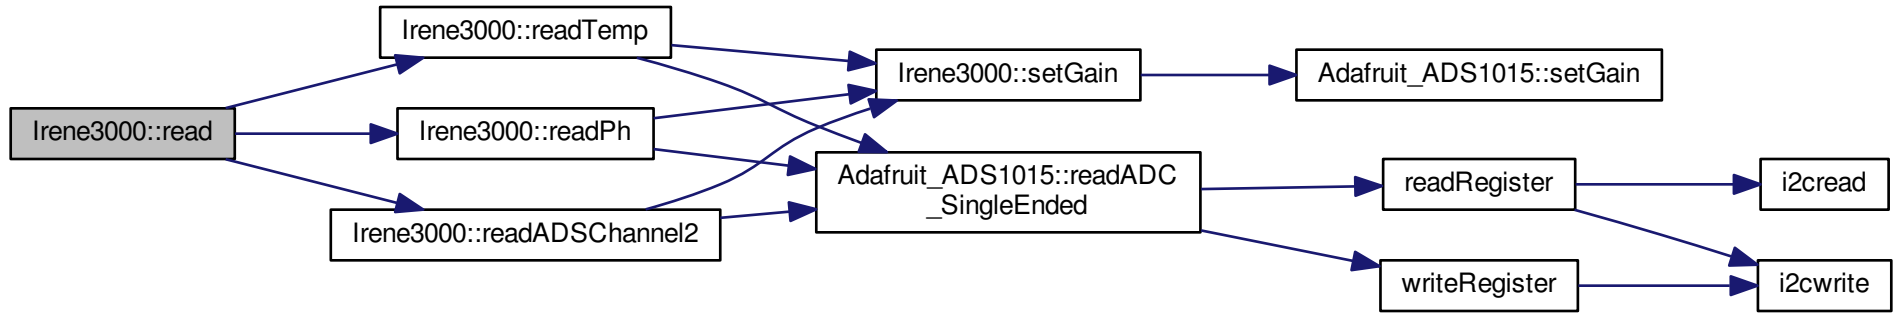 Irene3000::readTemp
Irene3000::setGain
Adafruit_ADS1015::setGain
Irene3000::read
Irene3000::readPh
Adafruit_ADS1015::readADC
_SingleEnded
readRegister
i2cread
Irene3000::readADSChannel2
writeRegister
i2cwrite